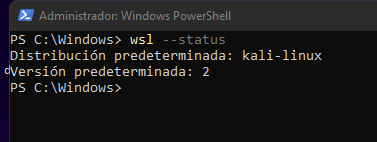 Administrador: Windows PowerShell
PS C:\Windows> wsl --status
Distribución predeterminada: kali-linux
Versión predeterminada: 2
PS C:\Windows>